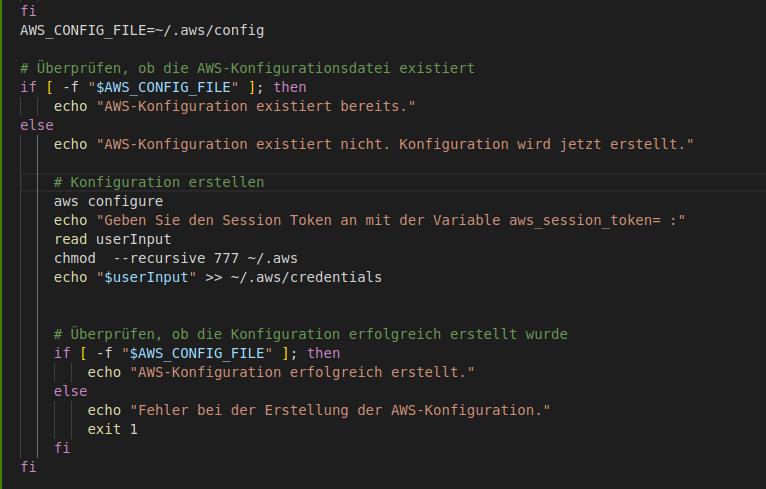 fi
AWS_CONFIG_FILE=~/.aws/config
# Überprüfen, ob die AWS-Konfigurationsdatei existiert
if [ -f "$AWS_CONFIG_FILE" ]; then
echo "AWS-Konfiguration existiert bereits."
else
echo "AWS-Konfiguration existiert nicht. Konfiguration wird jetzt erstellt."
# Konfiguration erstellen
aws configure
echo "Geben Sie den Session Token an mit der Variable aws_session_token= :"
read userInput
chmod  --recursive 777 ~/.aws
echo "$userInput" >> ~/.aws/credentials
# Überprüfen, ob die Konfiguration erfolgreich erstellt wurde
if [ -f "$AWS_CONFIG_FILE" ]; then
echo "AWS-Konfiguration erfolgreich erstellt."
else
echo "Fehler bei der Erstellung der AWS-Konfiguration."
exit 1
fi
fi